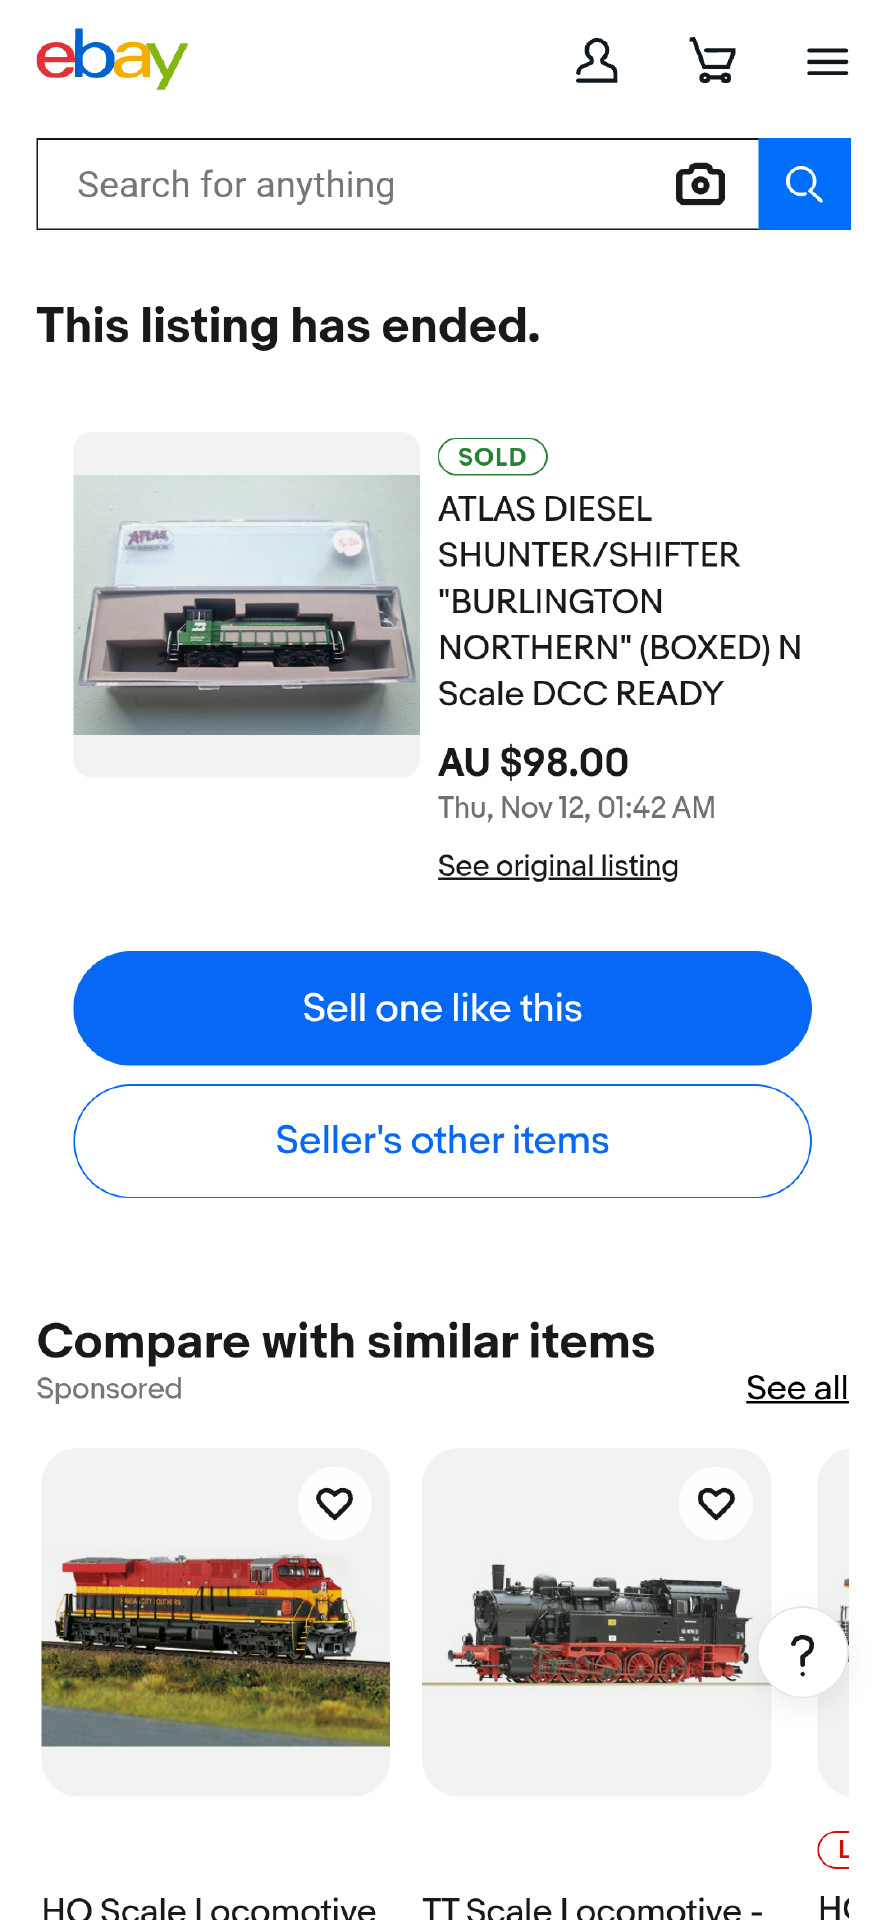 ebay
Search for anything
This listing has ended.
ATLAS
SOLD
ATLAS DIESEL
SHUNTER/SHIFTER
"BURLINGTON
NORTHERN" (BOXED) N
Scale DCC READY
AU $98.00
Thu, Nov 12, 01:42 AM
See original listing
Sell one like this
Seller's other items
Compare with similar items
Sponsored
See all
?
L
HO Scale Locomotive
TT Scale Locomotive -
HO